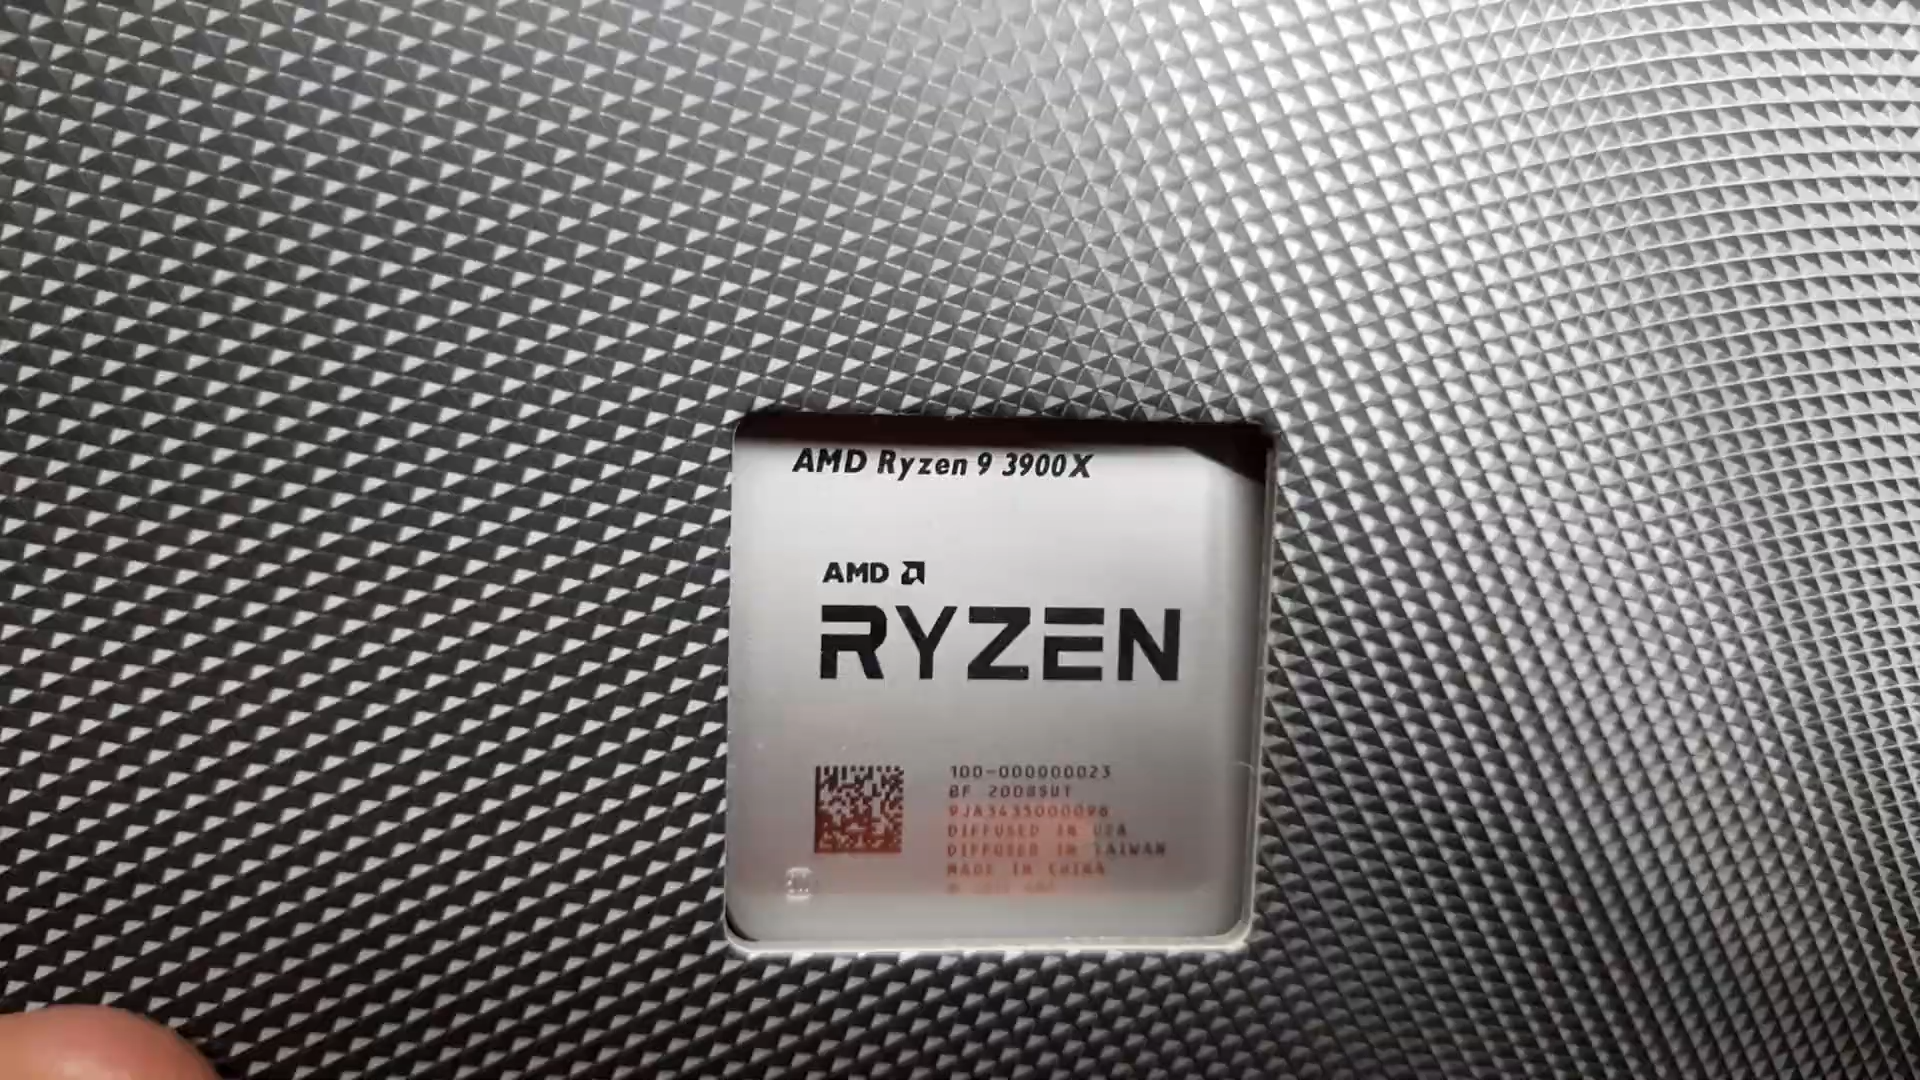 AMD Ryzen 9 3900X
AMD
RYZEN
100-000000023
BF 2008SUT
9JA3435000096
DIFFUSED IN USA
DIFFUSED IN TAIWAN
MADE IN CHINA